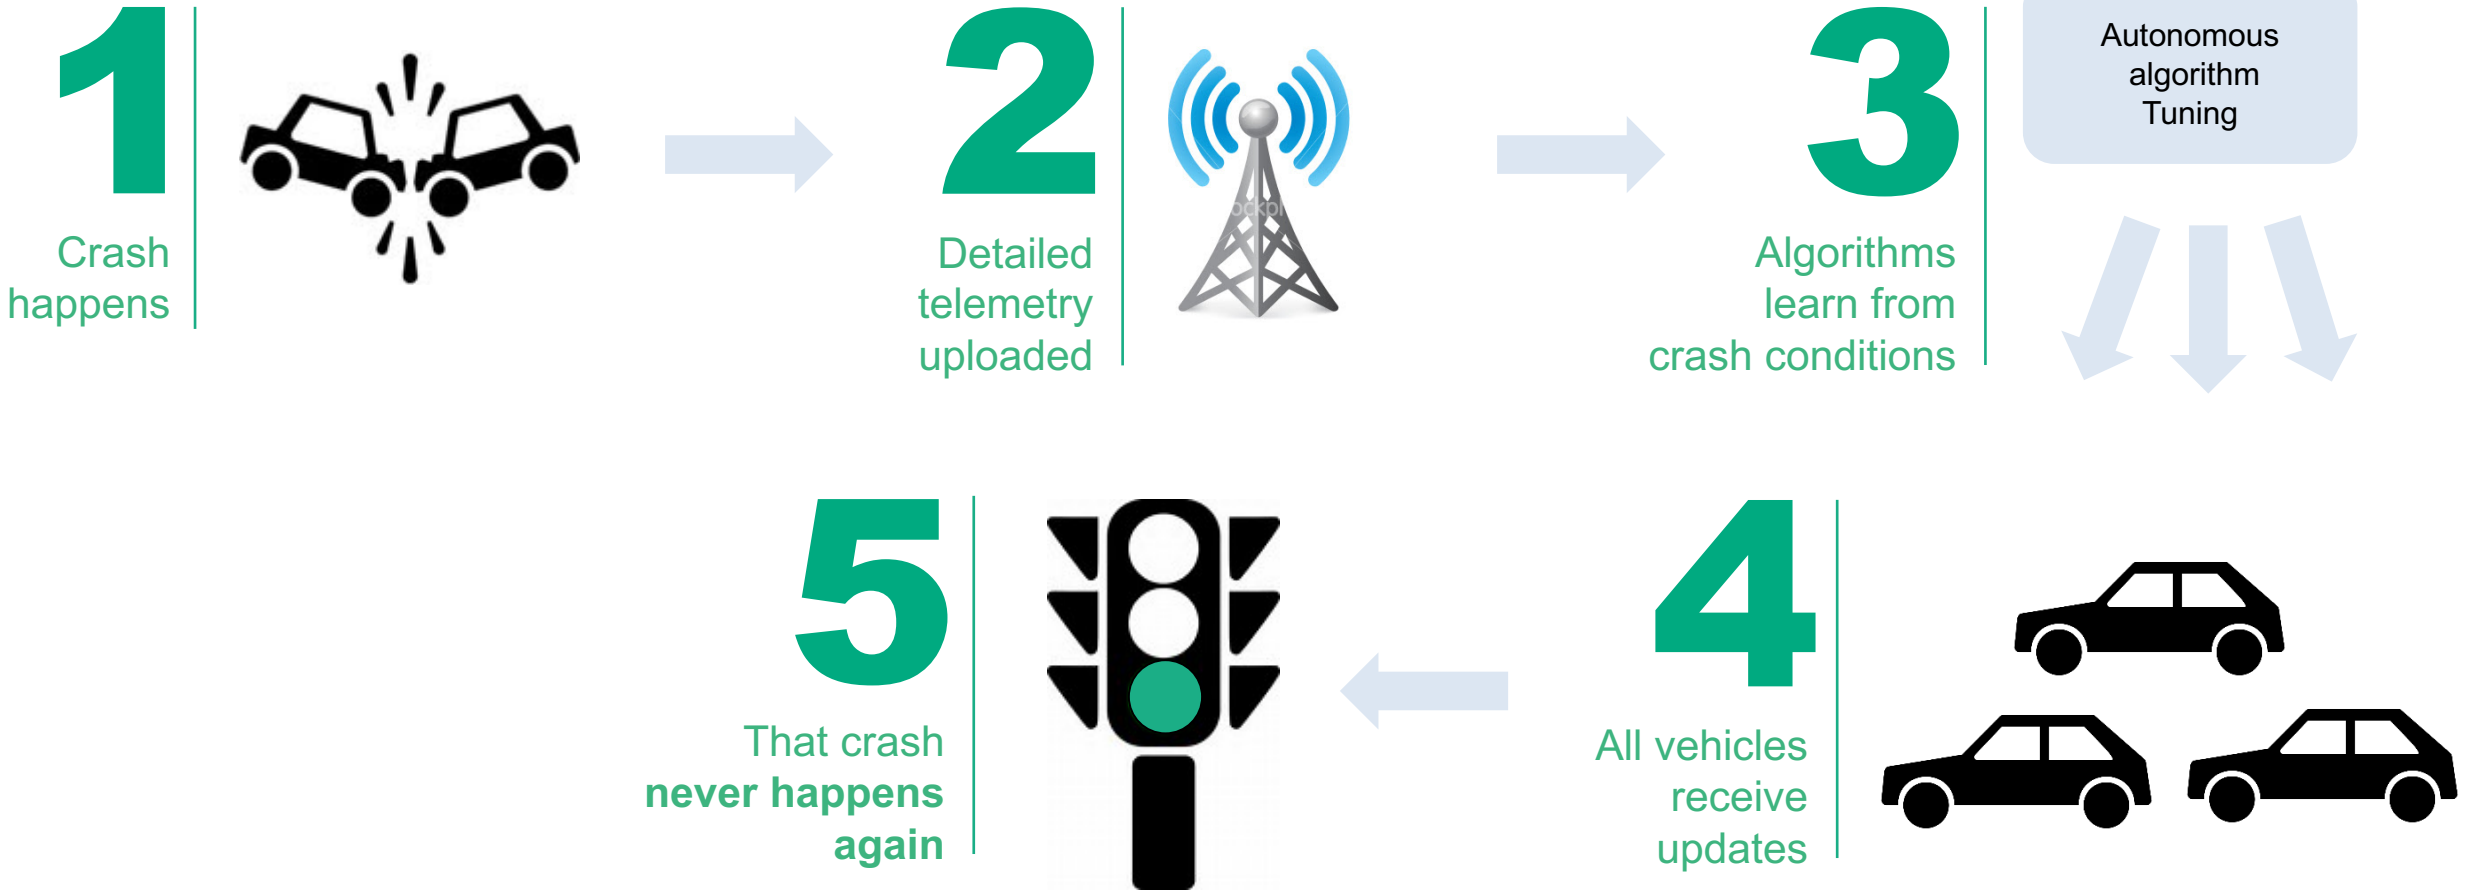 1
Crash
happens
2
Detailed
telemetry
uploaded
ockpl
3
Algorithms
learn from
crash conditions
Autonomous
algorithm
Tuning
4
All vehicles
receive
updates
5
That crash
never happens
again